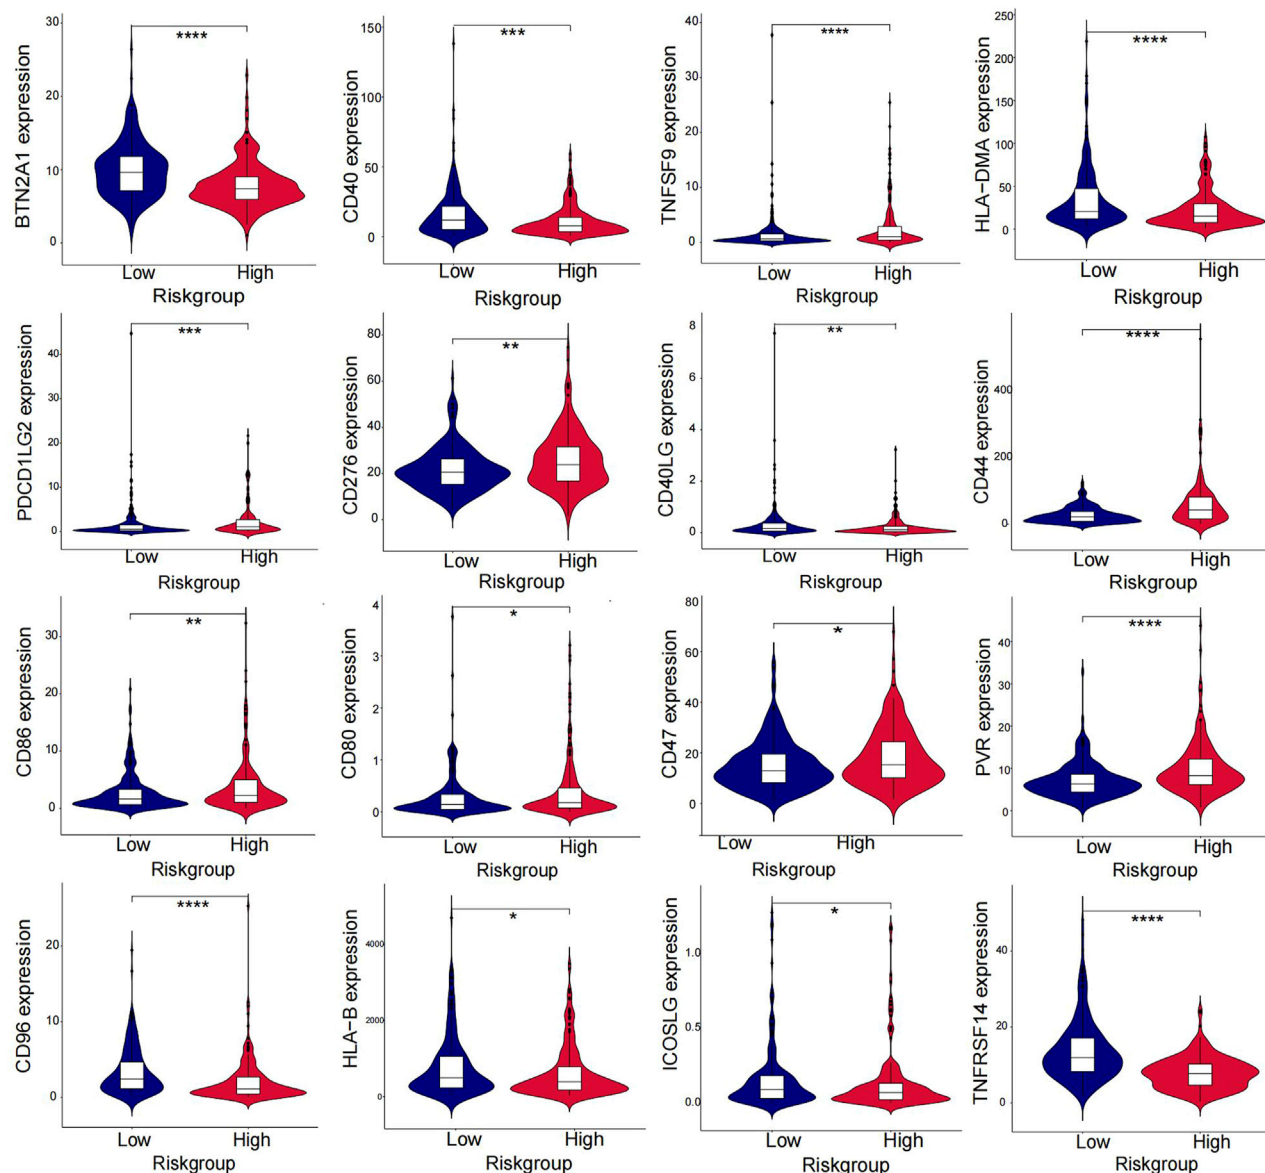 BTN2A1 expression
30
20
10
0
****
Low High
Riskgroup
CD40 expression
150
100
50
0
***
Low High
Riskgroup
TNFSF9 expression
40
30
20
10
0
****
Low High
Riskgroup
HLA-DMA expression
250
200
150
100
50
0
****
Low High
Riskgroup
PDCD1LG2 expression
40
30
20
10
0
***
Low High
Riskgroup
CD276 expression
80
60
40
20
0
**
Low High
Riskgroup
CD40LG expression
8
6
4
2
0
**
Low High
Riskgroup
CD44 expression
400
200
0
****
Low High
Riskgroup
CD86 expression
30
20
10
0
**
Low High
Riskgroup
CD80 expression
4
3
2
1
0
*
Low High
Riskgroup
CD47 expression
80
60
40
20
0
*
Low High
Riskgroup
PVR expression
40
30
20
10
0
****
Low High
Riskgroup
CD96 expression
20
10
0
****
Low High
Riskgroup
HLA-B expression
4000
2000
0
*
Low High
Riskgroup
ICOSLG expression
1.0
0.5
0.0
*
Low High
Riskgroup
TNFRSF14 expression
40
20
0
****
Low High
Riskgroup